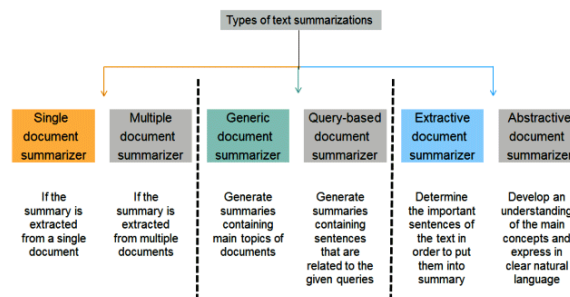 Types of text summarizations
Single
document
summarizer
Multiple
document
summarizer
Generic
document
summarizer
Query-based
document
summarizer
Extractive
document
summarizer
Abstractive
document
summarizer
If the
summary is
extracted
from a single
document
If the
summary is
extracted
from multiple
documents
Generate
summaries
containing
main topics of
documents
Generate
summaries
containing
sentences
that are
related to the
given queries
Determine
the important
sentences of
the text in
order to put
them into
summary
Develop an
understanding
of the main
concepts and
express in
clear natural
language